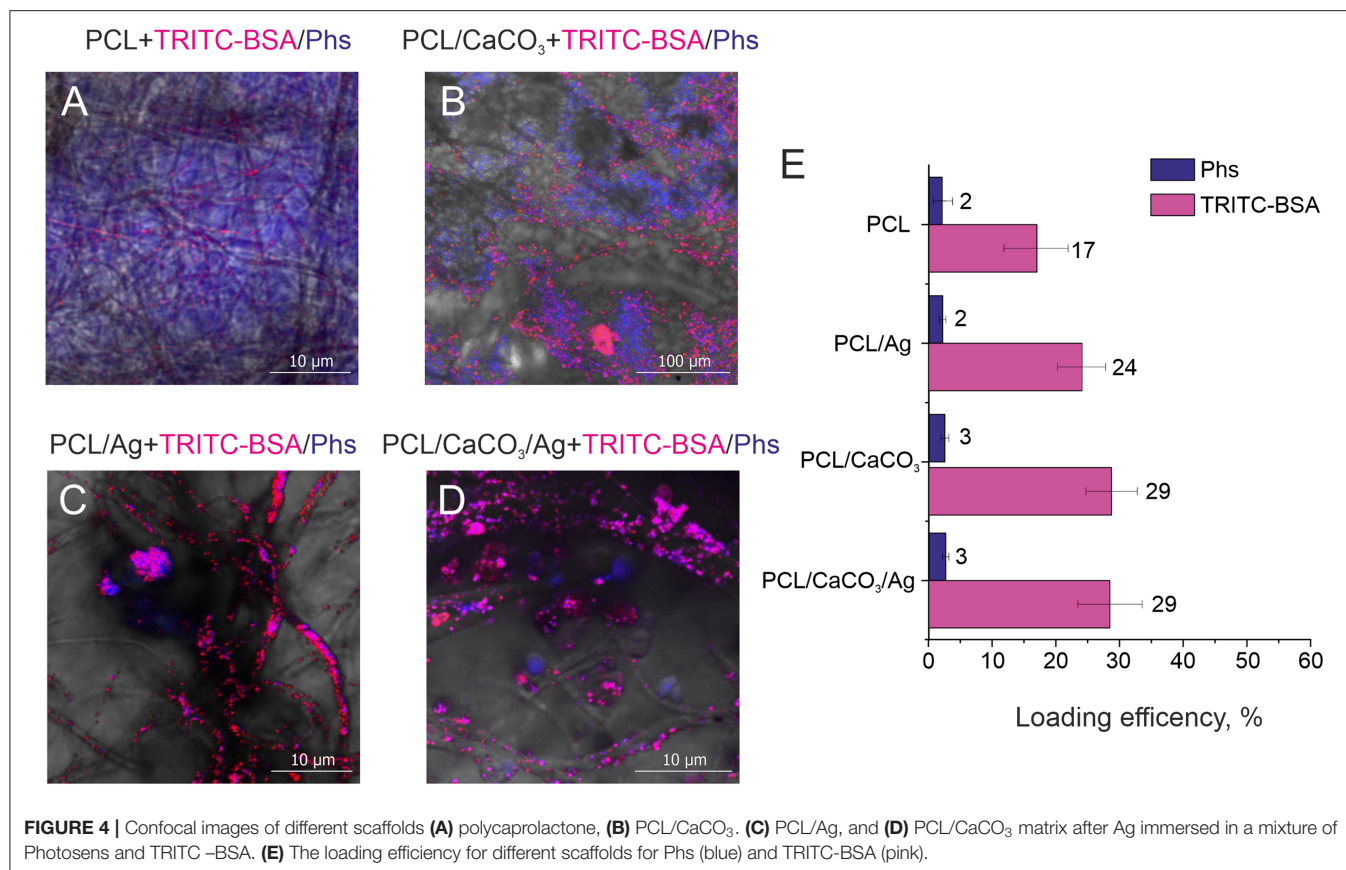 PCL+TRITC-BSA/Phs
PCL/CaCO₃+TRITC-BSA/Phs
A
10 µm
B
100 µm
PCL/Ag+TRITC-BSA/Phs
PCL/CaCO₃/Ag+TRITC-BSA/Phs
C
10 µm
D
10 µm
E
Phs
TRITC-BSA
PCL
2
17
PCL/Ag
2
24
PCL/CaCO₃
3
29
PCL/CaCO₃/Ag
3
29
0 10 20 30 40 50 60
Loading efficency, %
FIGURE 4 | Confocal images of different scaffolds (A) polycaprolactone, (B) PCL/CaCO₃. (C) PCL/Ag, and (D) PCL/CaCO₃ matrix after Ag immersed in a mixture of
Photosens and TRITC –BSA. (E) The loading efficiency for different scaffolds for Phs (blue) and TRITC-BSA (pink).